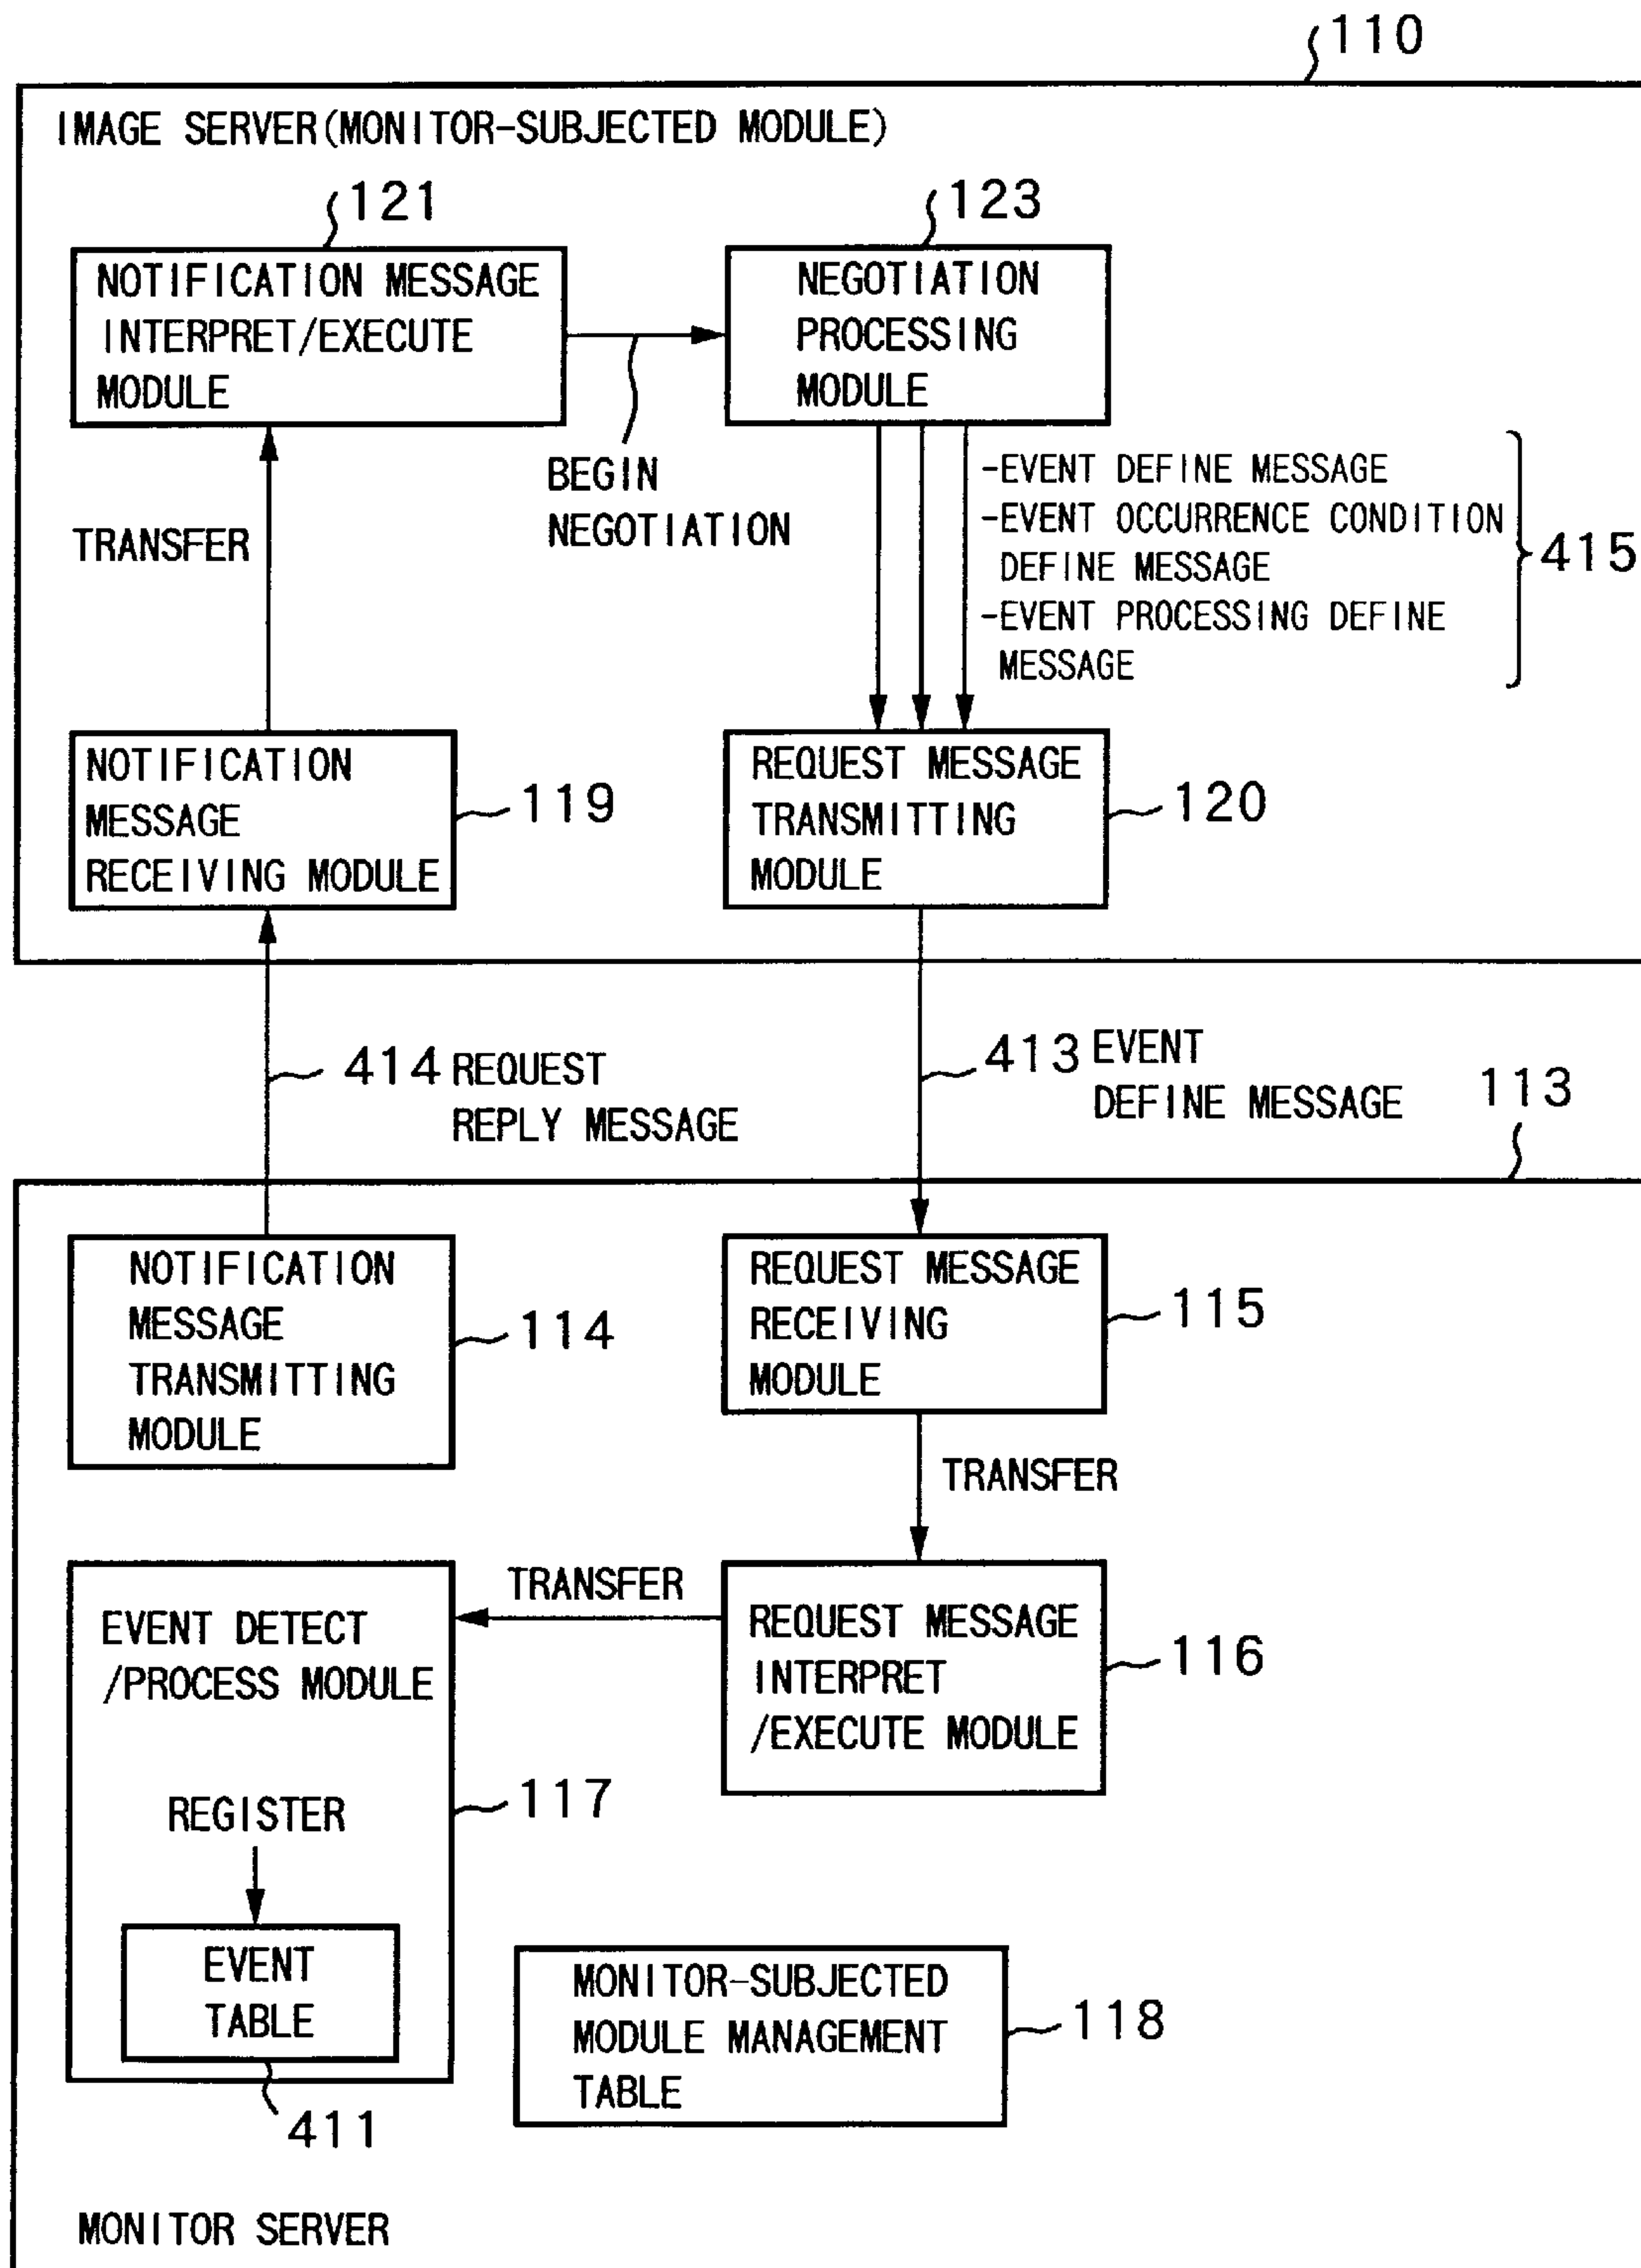 110
IMAGE SERVER(MONITOR-SUBJECTED MODULE)
121
NOTIFICATION MESSAGE
INTERPRET/EXECUTE
MODULE
123
NEGOTIATION
PROCESSING
MODULE
BEGIN
NEGOTIATION
TRANSFER
-EVENT DEFINE MESSAGE
-EVENT OCCURRENCE CONDITION
DEFINE MESSAGE
-EVENT PROCESSING DEFINE
MESSAGE
415
NOTIFICATION
MESSAGE
RECEIVING MODULE
119
REQUEST MESSAGE
TRANSMITTING
MODULE
120
414 REQUEST
REPLY MESSAGE
413 EVENT
DEFINE MESSAGE
113
NOTIFICATION
MESSAGE
TRANSMITTING
MODULE
114
REQUEST MESSAGE
RECEIVING
MODULE
115
TRANSFER
TRANSFER
REQUEST MESSAGE
INTERPRET
/EXECUTE MODULE
116
EVENT DETECT
/PROCESS MODULE
117
REGISTER
EVENT
TABLE
411
MONITOR-SUBJECTED
MODULE MANAGEMENT
TABLE
118
MONITOR SERVER